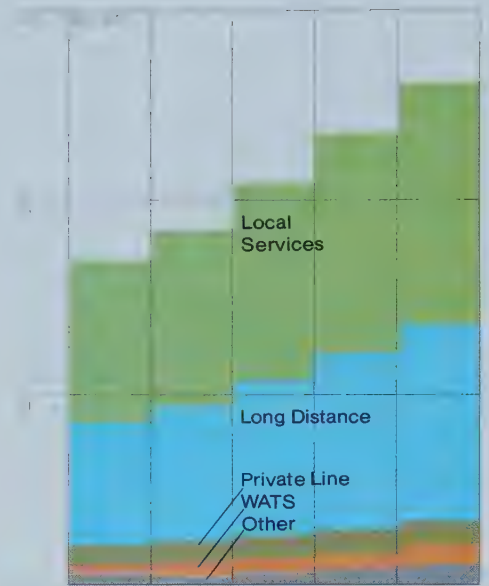 Local
Services
Long Distance
Private Line
WATS
Other